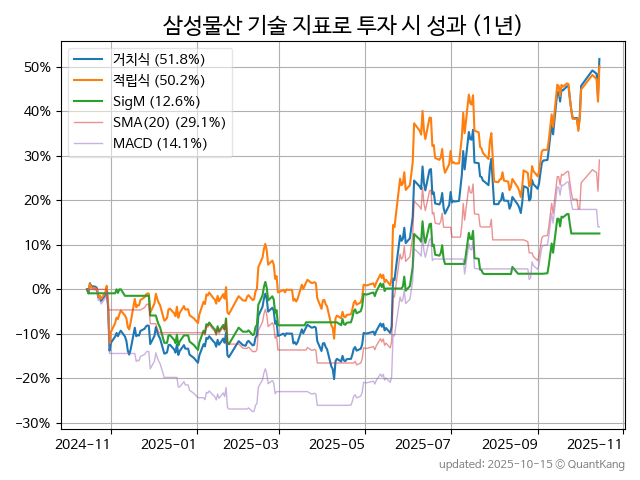 삼성물산 기술 지표로 투자 시 성과 (1년)
거치식 (51.8%)
적립식 (50.2%)
SigM (12.6%)
SMA(20) (29.1%)
MACD (14.1%)
50%
40%
30%
20%
10%
0%
−10%
−20%
−30%
2024-11 2025-01 2025-03 2025-05 2025-07 2025-09 2025-11
updated: 2025-10-15 ⓒ QuantKang